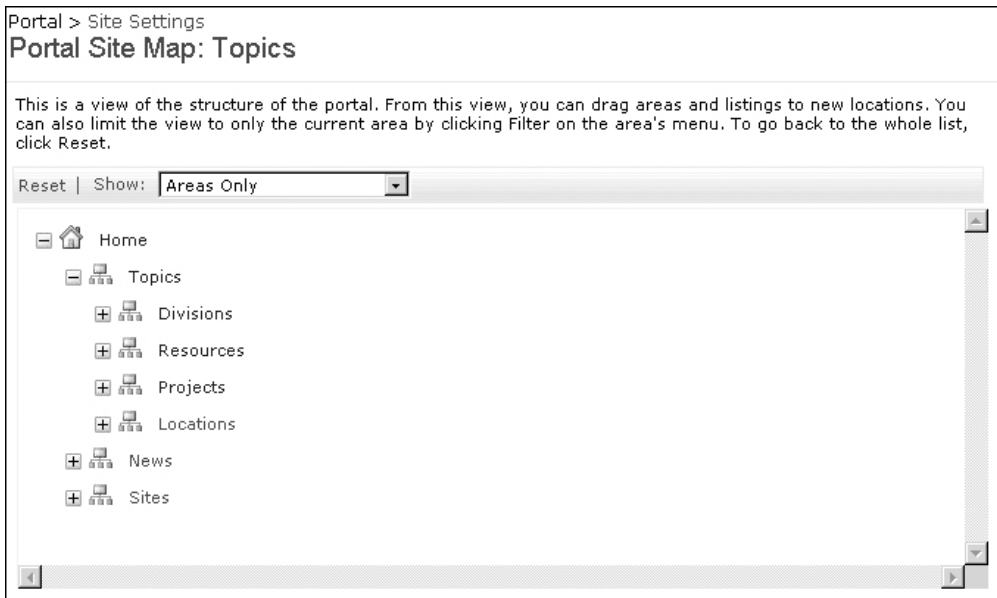 Portal > Site Settings
Portal Site Map: Topics
This is a view of the structure of the portal. From this view, you can drag areas and listings to new locations. You
can also limit the view to only the current area by clicking Filter on the area's menu. To go back to the whole list,
click Reset.
Reset | Show: Areas Only
Home
Topics
Divisions
Resources
Projects
Locations
News
Sites